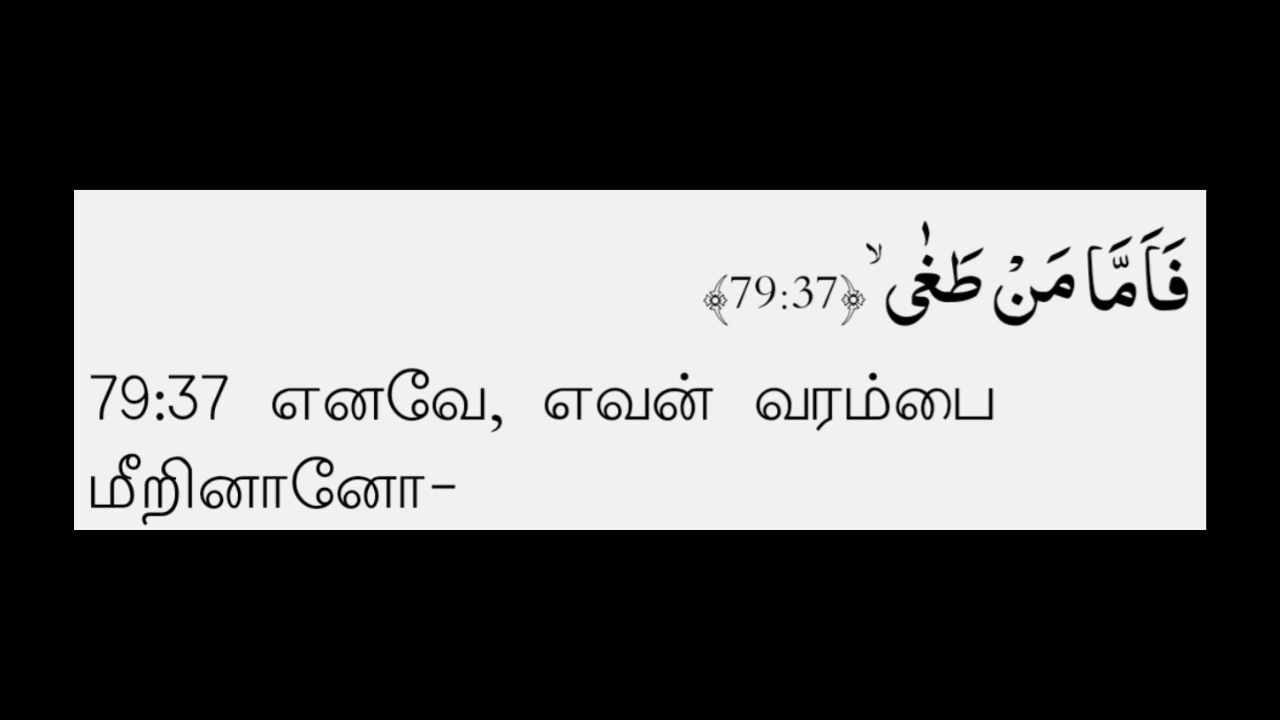 فَاَمَّا مَنْ طَغٰى ۙ ﴿79:37﴾
79:37 எனவே, எவன் வரம்பை
மீறினானோ-